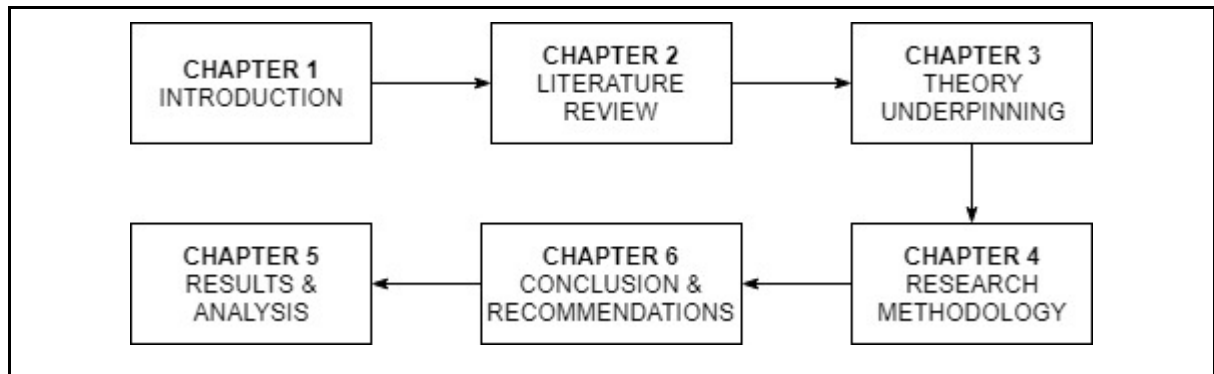 CHAPTER 1
INTRODUCTION
CHAPTER 2
LITERATURE
REVIEW
CHAPTER 3
THEORY
UNDERPINNING
CHAPTER 5
RESULTS &
ANALYSIS
CHAPTER 6
CONCLUSION &
RECOMMENDATIONS
CHAPTER 4
RESEARCH
METHODOLOGY